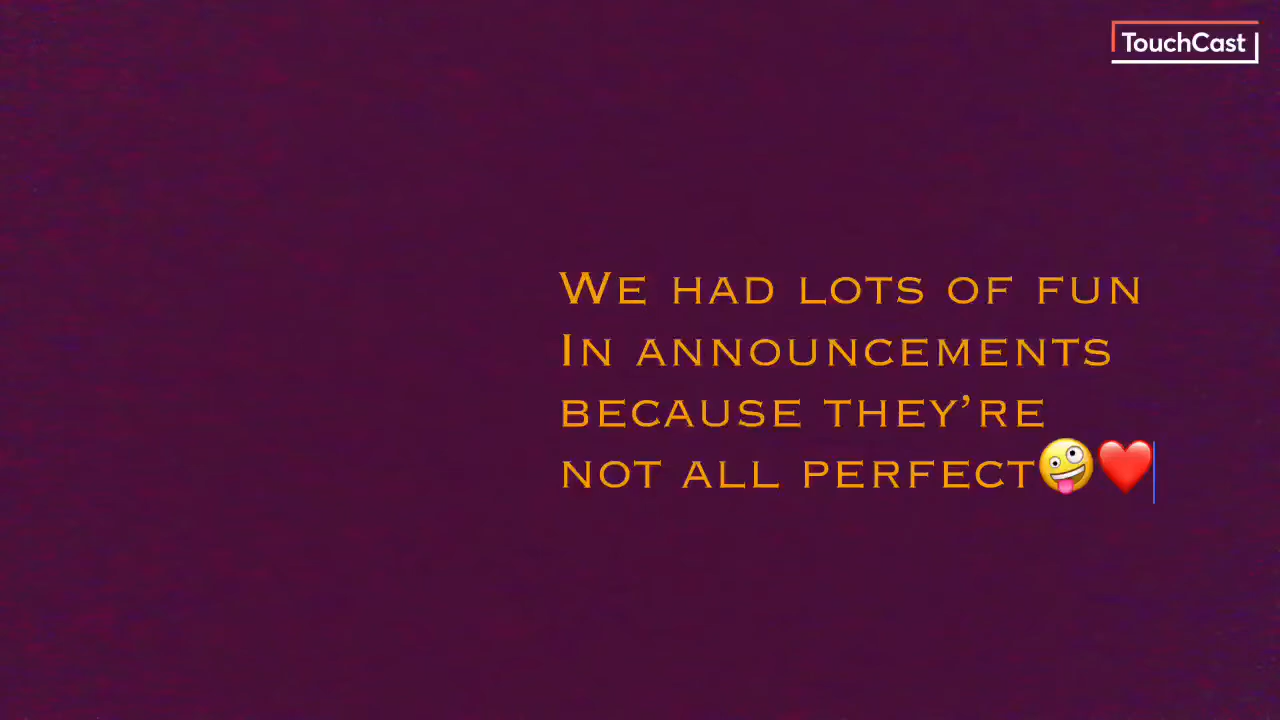 TouchCast
We had lots of fun
In announcements
because they’re
not all perfect🤪❤️